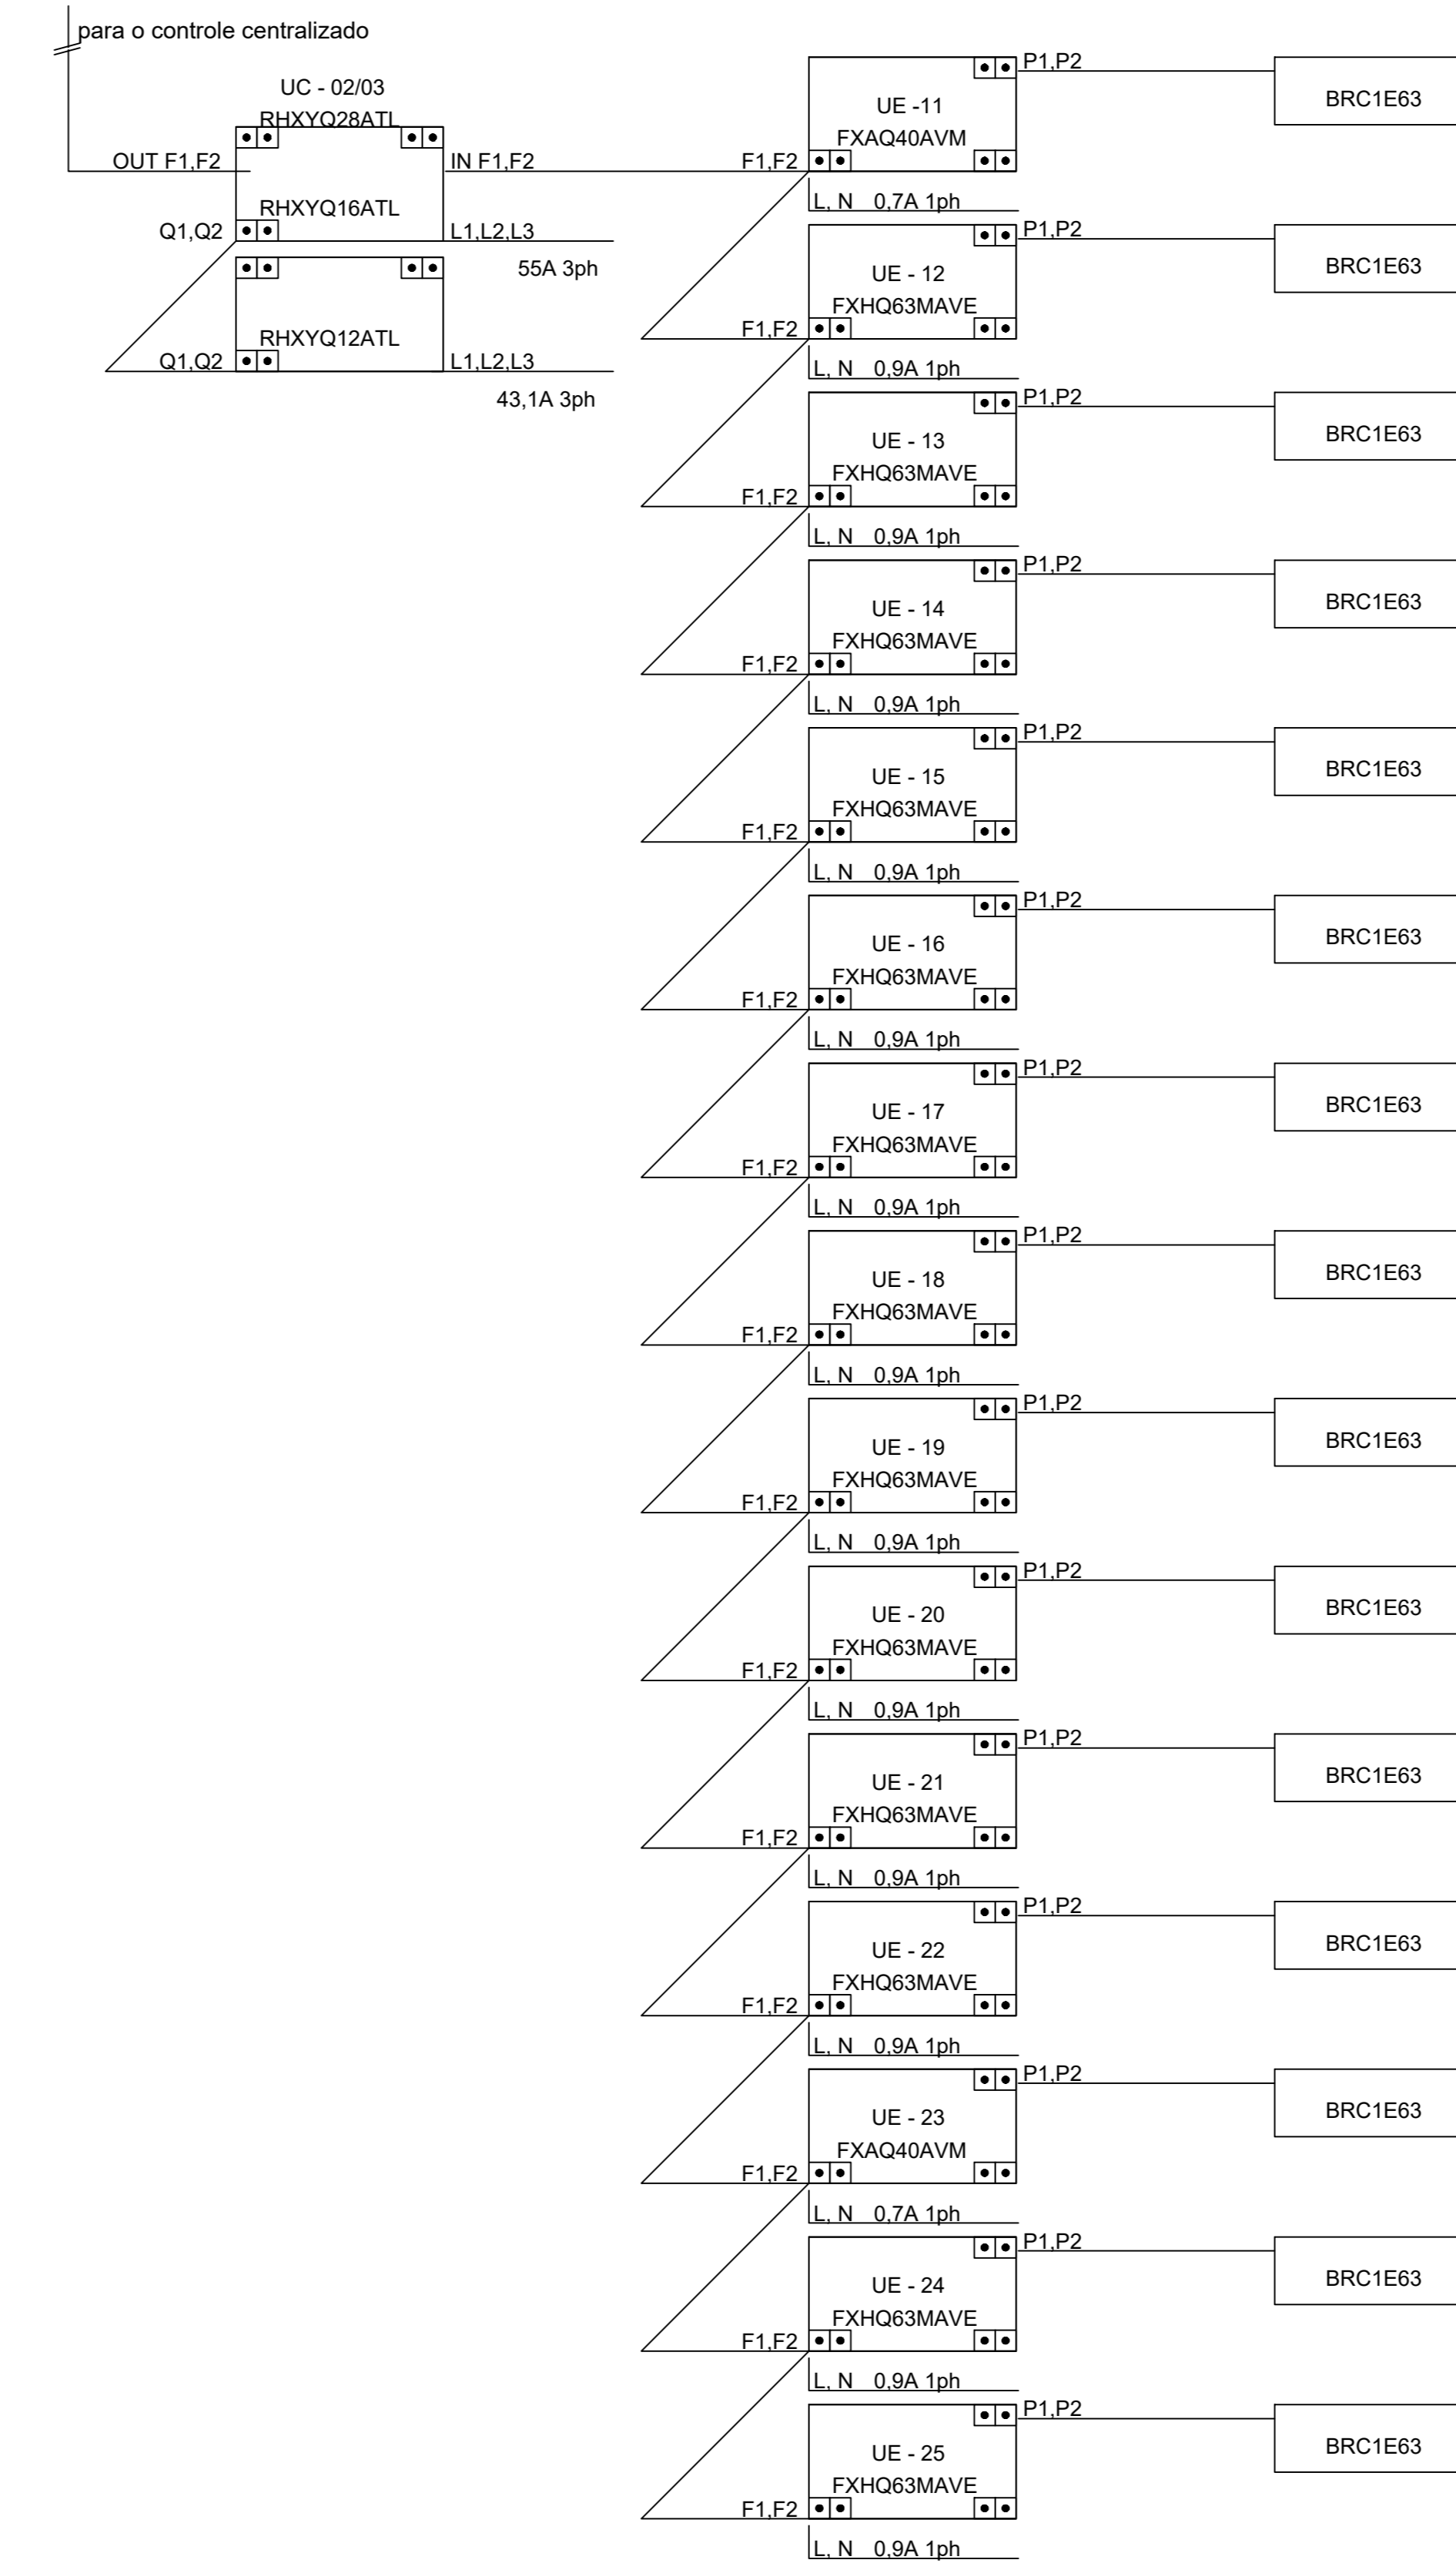 para o controle centralizado
UC - 02/03
RHXYQ28ATL
OUT F1,F2
IN F1,F2
RHXYQ16ATL
Q1,Q2
L1,L2,L3
55A 3ph
RHXYQ12ATL
Q1,Q2
L1,L2,L3
43,1A 3ph
P1,P2
UE -11
BRC1E63
FXAQ40AVM
F1,F2
L, N 0,7A 1ph
P1,P2
UE - 12
BRC1E63
FXHQ63MAVE
F1,F2
L, N 0,9A 1ph
P1,P2
UE - 13
BRC1E63
FXHQ63MAVE
F1,F2
L, N 0,9A 1ph
P1,P2
UE - 14
BRC1E63
FXHQ63MAVE
F1,F2
L, N 0,9A 1ph
P1,P2
UE - 15
BRC1E63
FXHQ63MAVE
F1,F2
L, N 0,9A 1ph
P1,P2
UE - 16
BRC1E63
FXHQ63MAVE
F1,F2
L, N 0,9A 1ph
P1,P2
UE - 17
BRC1E63
FXHQ63MAVE
F1,F2
L, N 0,9A 1ph
P1,P2
UE - 18
BRC1E63
FXHQ63MAVE
F1,F2
L, N 0,9A 1ph
P1,P2
UE - 19
BRC1E63
FXHQ63MAVE
F1,F2
L, N 0,9A 1ph
P1,P2
UE - 20
BRC1E63
FXHQ63MAVE
F1,F2
L, N 0,9A 1ph
P1,P2
UE - 21
BRC1E63
FXHQ63MAVE
F1,F2
L, N 0,9A 1ph
P1,P2
UE - 22
BRC1E63
FXHQ63MAVE
F1,F2
L, N 0,9A 1ph
P1,P2
UE - 23
BRC1E63
FXAQ40AVM
F1,F2
L, N 0,7A 1ph
P1,P2
UE - 24
BRC1E63
FXHQ63MAVE
F1,F2
L, N 0,9A 1ph
P1,P2
UE - 25
BRC1E63
FXHQ63MAVE
F1,F2
L, N 0,9A 1ph